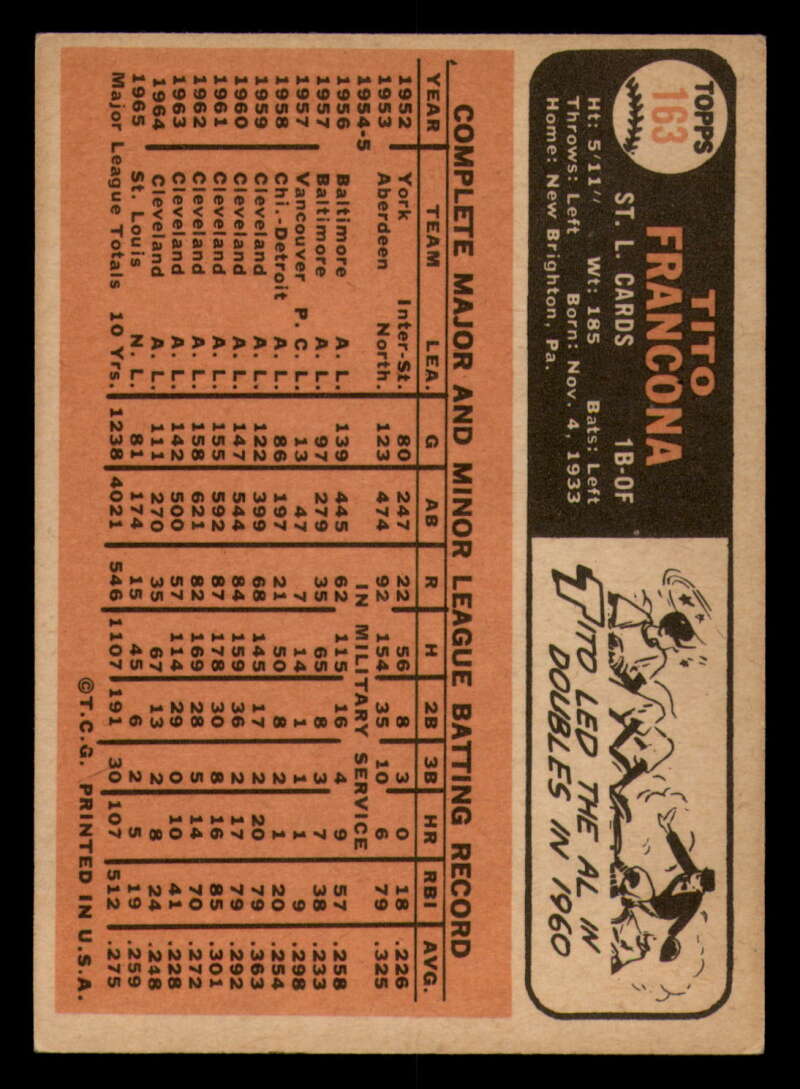 TOPPS
163
TITO
FRANCONA
ST. L. CARDS 1B-OF
Ht: 5'11" Wt: 185 Bats: Left
Throws: Left Born: Nov. 4, 1933
Home: New Brighton, Pa.
TITO LED THE AL IN
DOUBLES IN 1960
COMPLETE MAJOR AND MINOR LEAGUE BATTING RECORD
YEAR TEAM LEA. G AB R H 2B 3B HR RBI AVG.
1952 York Inter-St. 80 247 22 56 8 3 0 18 .226
1953 Aberdeen North. 123 474 92 154 35 10 6 79 .325
1954-5 IN MILITARY SERVICE
1956 Baltimore A. L. 139 445 62 115 16 4 9 57 .258
1957 Baltimore A. L. 97 279 35 65 8 3 7 38 .233
1957 Vancouver P. C. L. 13 47 7 14 1 1 1 9 .298
1958 Chi.-Detroit A. L. 86 197 21 50 8 2 1 20 .254
1959 Cleveland A. L. 122 399 68 145 17 2 20 79 .363
1960 Cleveland A. L. 147 544 84 159 36 2 17 79 .292
1961 Cleveland A. L. 155 592 87 178 30 8 16 85 .301
1962 Cleveland A. L. 158 621 82 169 28 5 14 70 .272
1963 Cleveland A. L. 142 500 57 114 29 0 10 41 .228
1964 Cleveland A. L. 111 270 35 67 13 2 8 24 .248
1965 St. Louis N. L. 81 174 15 45 6 2 5 19 .259
Major League Totals 10 Yrs. 1238 4021 546 1107 191 30 107 512 .275
©T.C.G. PRINTED IN U.S.A.